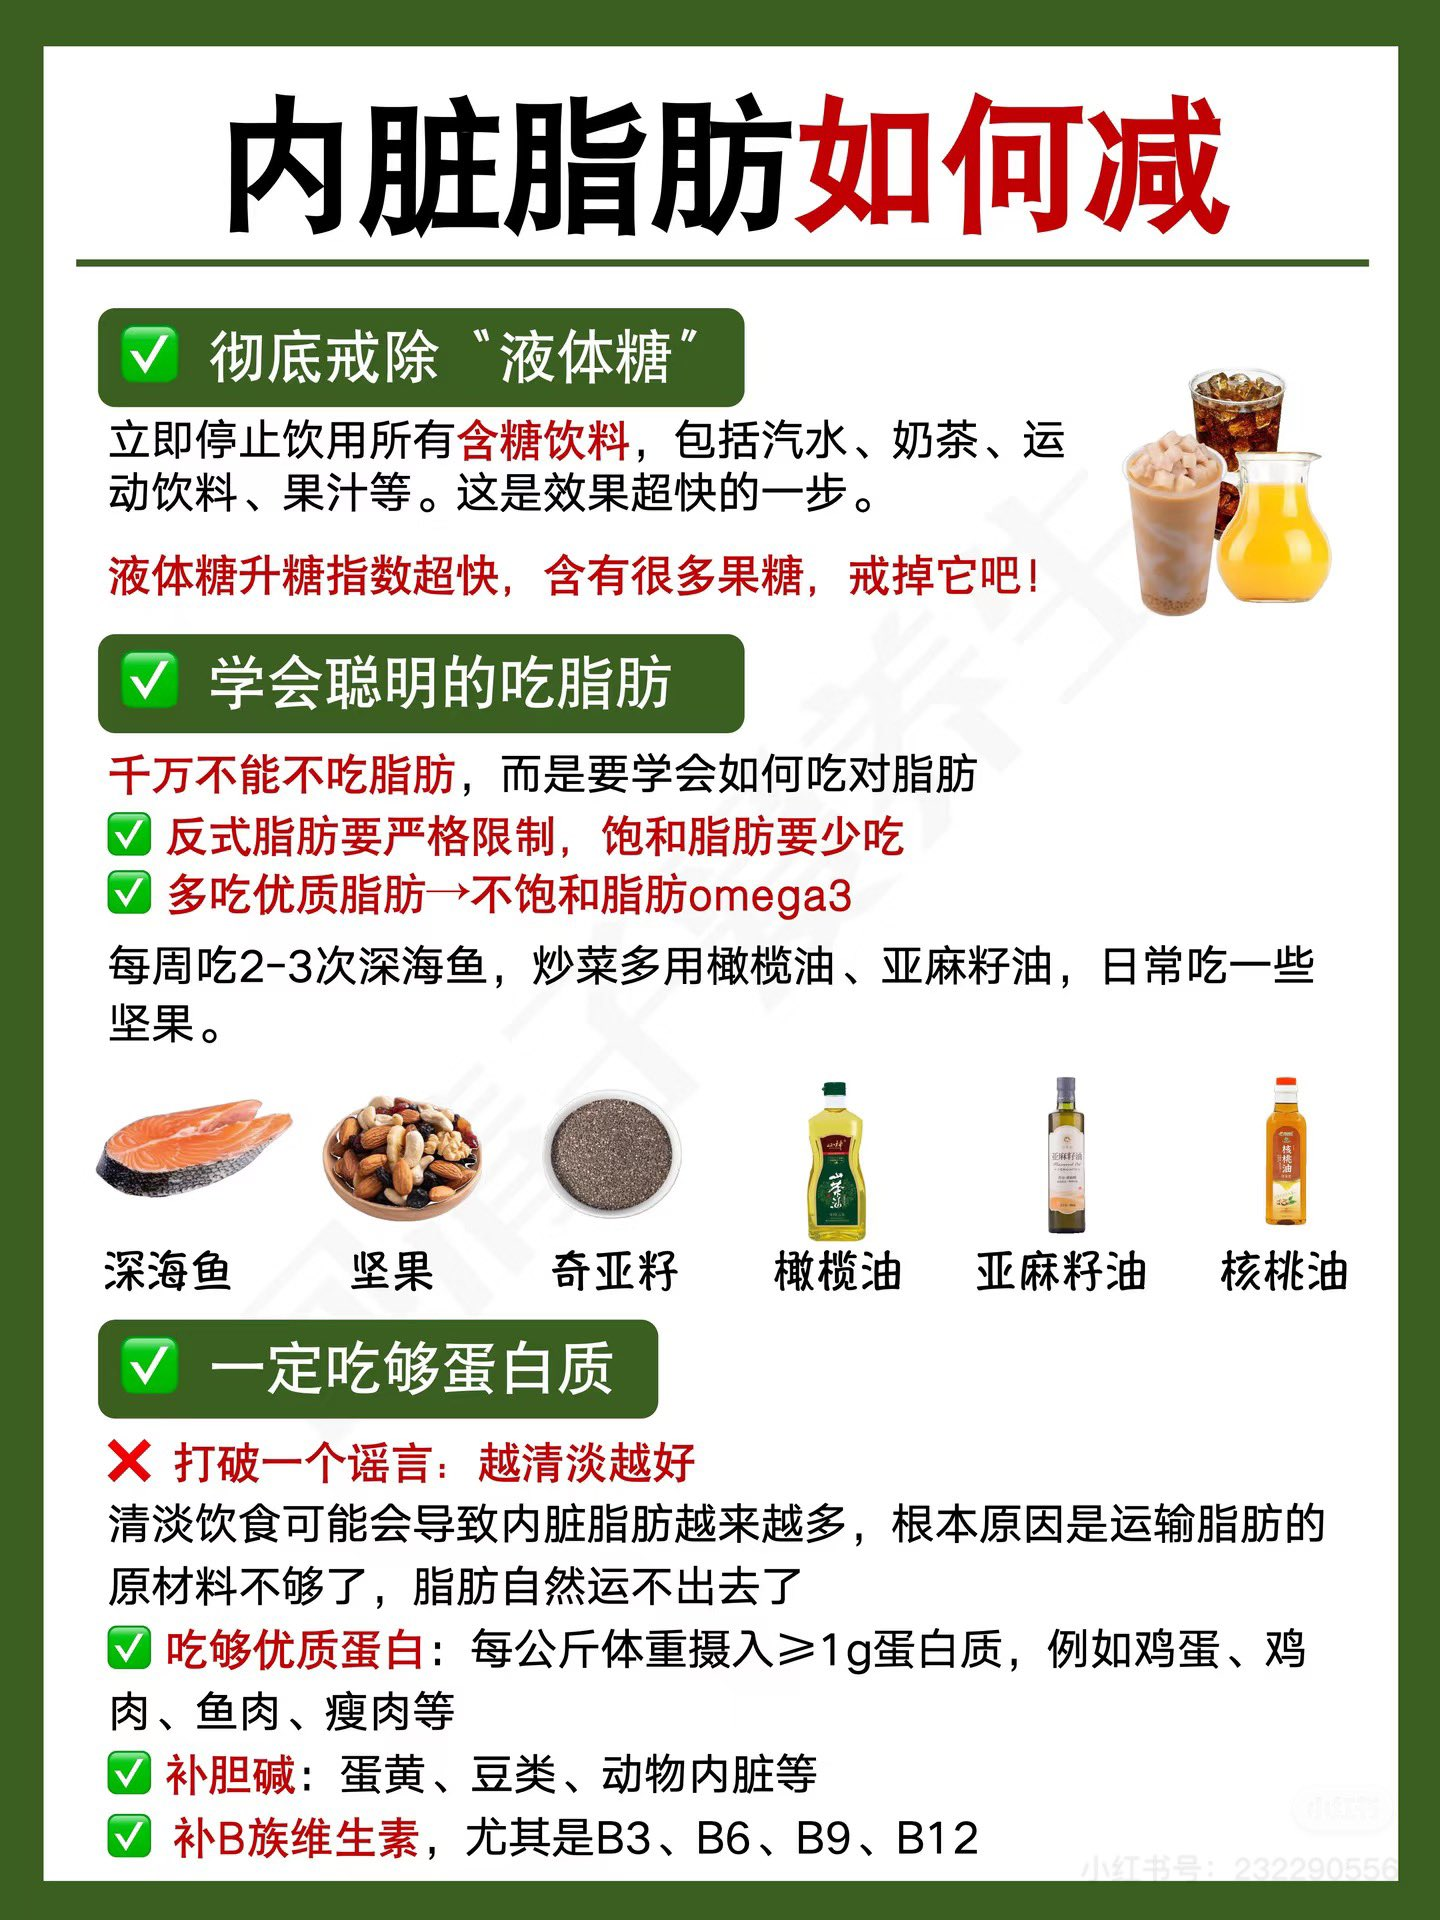 内脏脂肪如何减
彻底戒除“液体糖”
立即停止饮用所有含糖饮料，包括汽水、奶茶、运
动饮料、果汁等。这是效果超快的一步。
液体糖升糖指数超快，含有很多果糖，戒掉它吧！
学会聪明的吃脂肪
千万不能不吃脂肪，而是要学会如何吃对脂肪
反式脂肪要严格限制，饱和脂肪要少吃
多吃优质脂肪→不饱和脂肪omega3
每周吃2-3次深海鱼，炒菜多用橄榄油、亚麻籽油，日常吃一些
坚果。
山茶油
亚麻籽油
核桃油
深海鱼 坚果 奇亚籽 橄榄油 亚麻籽油 核桃油
一定吃够蛋白质
打破一个谣言：越清淡越好
清淡饮食可能会导致内脏脂肪越来越多，根本原因是运输脂肪的
原材料不够了，脂肪自然运不出去了
吃够优质蛋白：每公斤体重摄入≥1g蛋白质，例如鸡蛋、鸡
肉、鱼肉、瘦肉等
补胆碱：蛋黄、豆类、动物内脏等
补B族维生素，尤其是B3、B6、B9、B12
小红书
小红书号：232290556